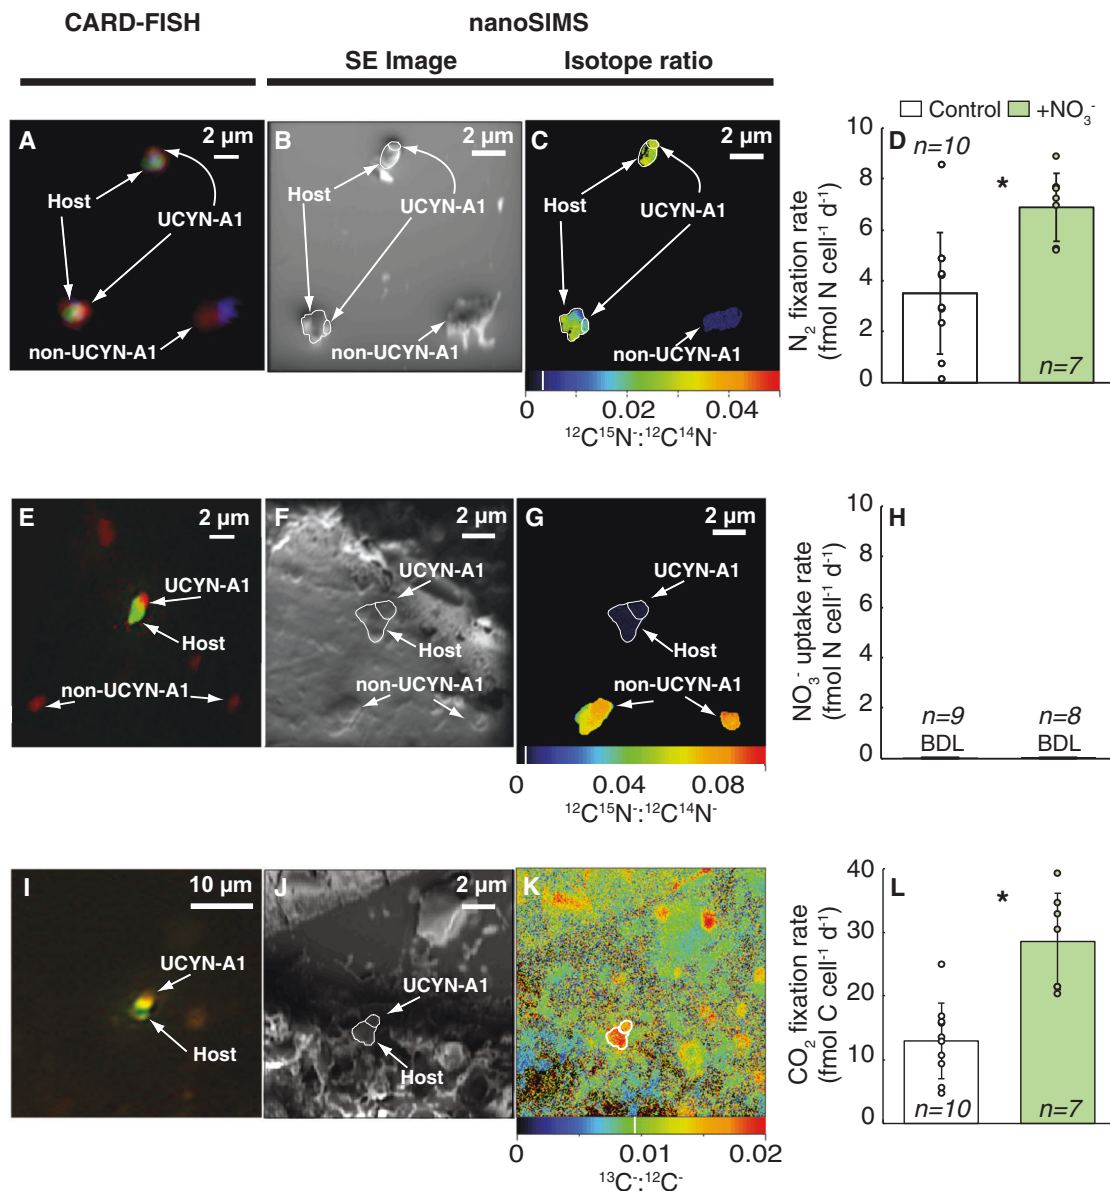 CARD-FISH
nanoSIMS
SE Image
Isotope ratio
Control
+NO₃⁻
A
2 µm
Host
UCYN-A1
non-UCYN-A1
B
2 µm
Host
UCYN-A1
non-UCYN-A1
C
2 µm
Host
UCYN-A1
non-UCYN-A1
0 0.02 0.04
¹²C¹⁵N⁻:¹²C¹⁴N⁻
D
n=10
*
n=7
10
8
6
4
2
0
N₂ fixation rate
(fmol N cell⁻¹ d⁻¹)
E
2 µm
UCYN-A1
Host
non-UCYN-A1
F
2 µm
UCYN-A1
Host
non-UCYN-A1
G
2 µm
UCYN-A1
Host
non-UCYN-A1
0 0.04 0.08
¹²C¹⁵N⁻:¹²C¹⁴N⁻
H
10
8
6
4
2
0
NO₃⁻ uptake rate
(fmol N cell⁻¹ d⁻¹)
n=9
BDL
n=8
BDL
I
10 µm
UCYN-A1
Host
J
2 µm
UCYN-A1
Host
K
0 0.01 0.02
¹³C⁻:¹²C⁻
L
*
40
30
20
10
0
CO₂ fixation rate
(fmol C cell⁻¹ d⁻¹)
n=10
n=7